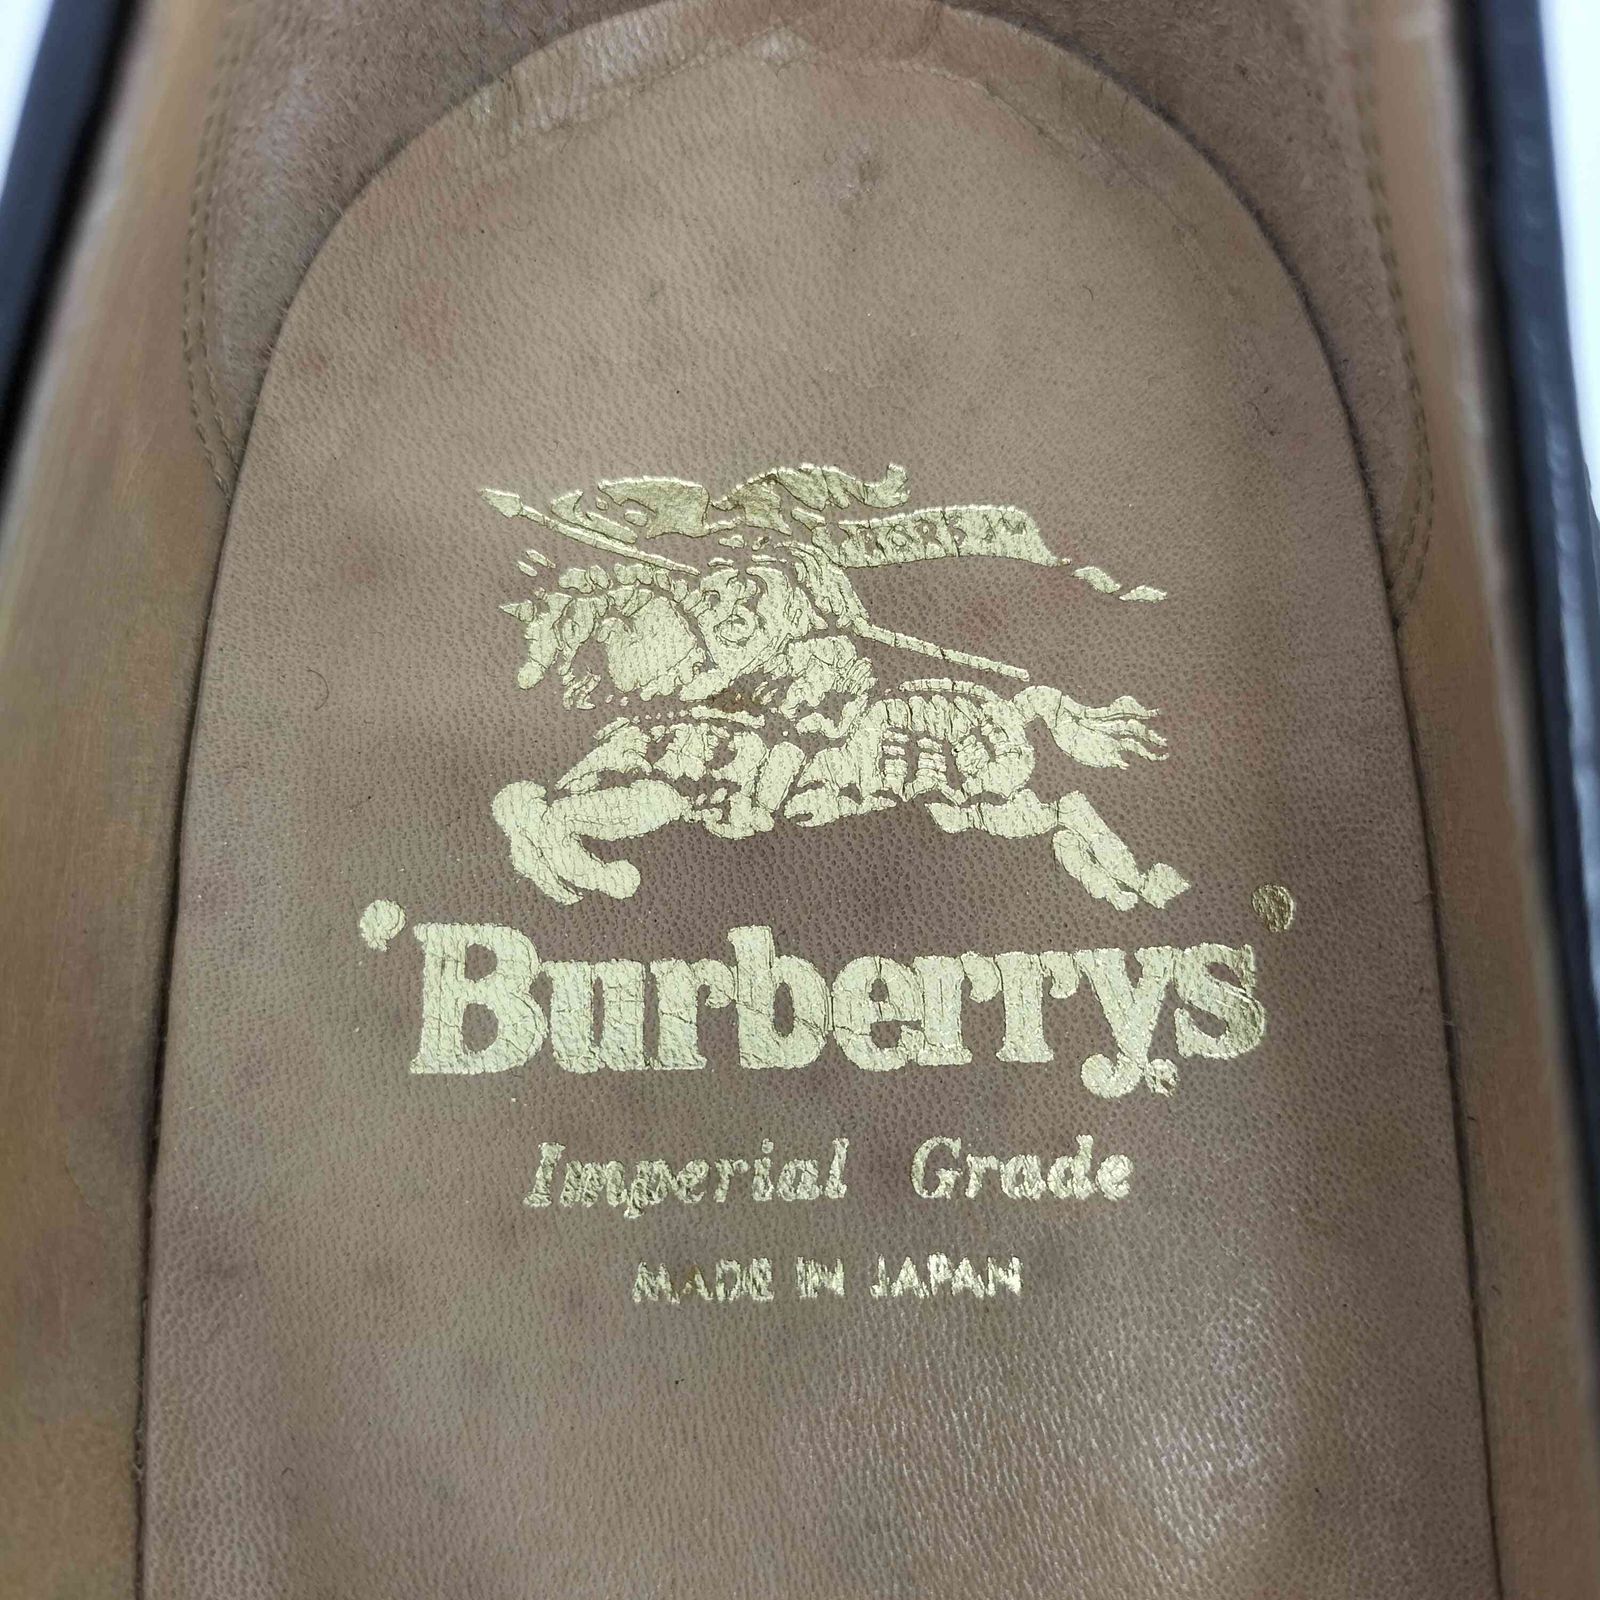 'Burberrys'
Imperial Grade
MADE IN JAPAN